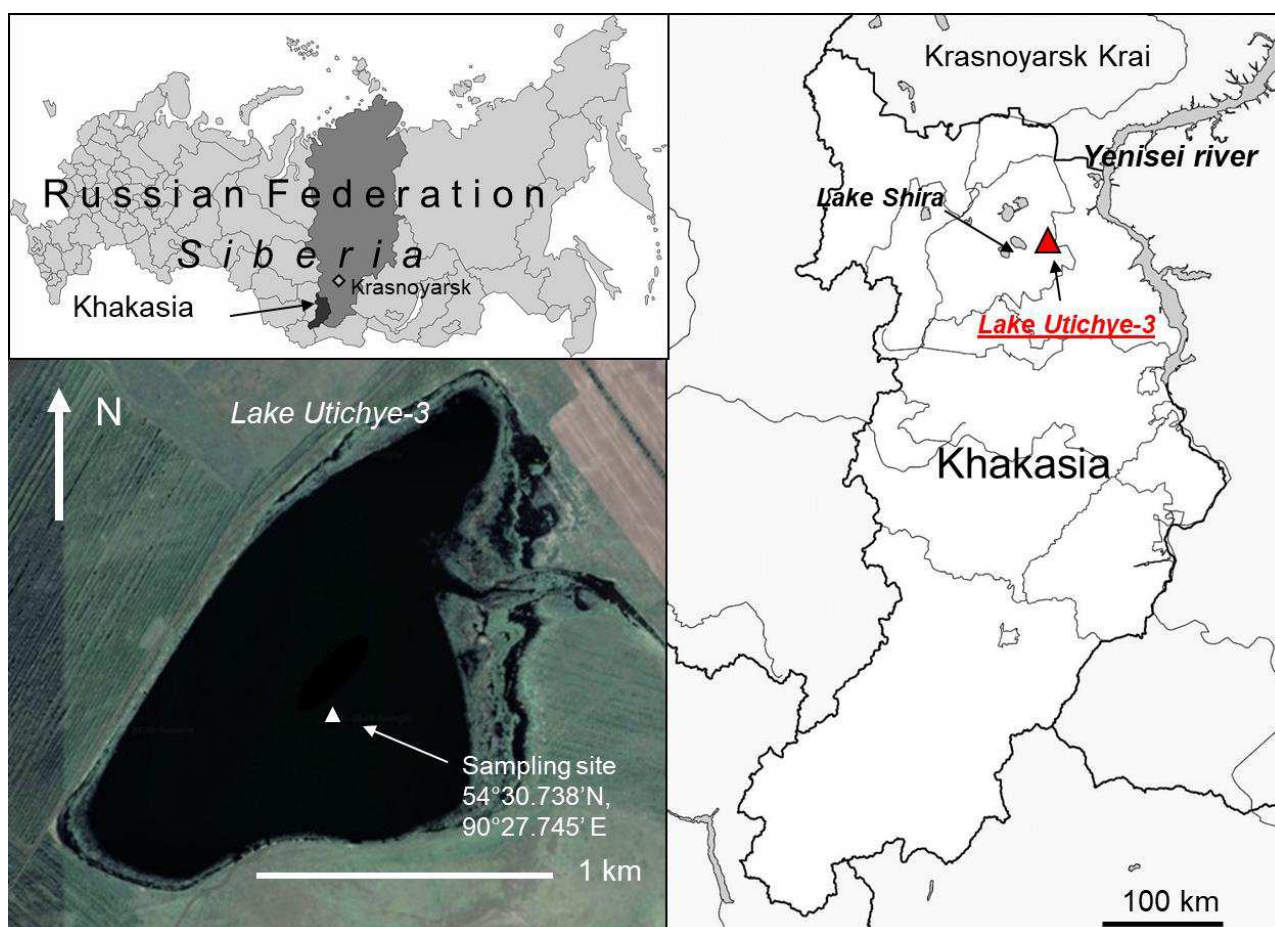 Russian Federation
Siberia
Krasnoyarsk
Khakasia
Krasnoyarsk Krai
Yenisei river
Lake Shira
Lake Utichye-3
Khakasia
100 km
N
Lake Utichye-3
Sampling site
54°30.738’N,
90°27.745’ E
1 km